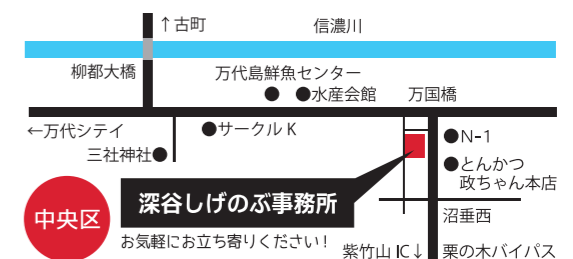 ↑古町
信濃川
柳都大橋
万代島鮮魚センター
●
●水産会館
万国橋
←万代シテイ
●サークルK
●N-1
三社神社●
●とんかつ
政ちゃん本店
中央区
深谷しげのぶ事務所
沼垂西
お気軽にお立ち寄りください!
紫竹山IC↓
栗の木バイパス